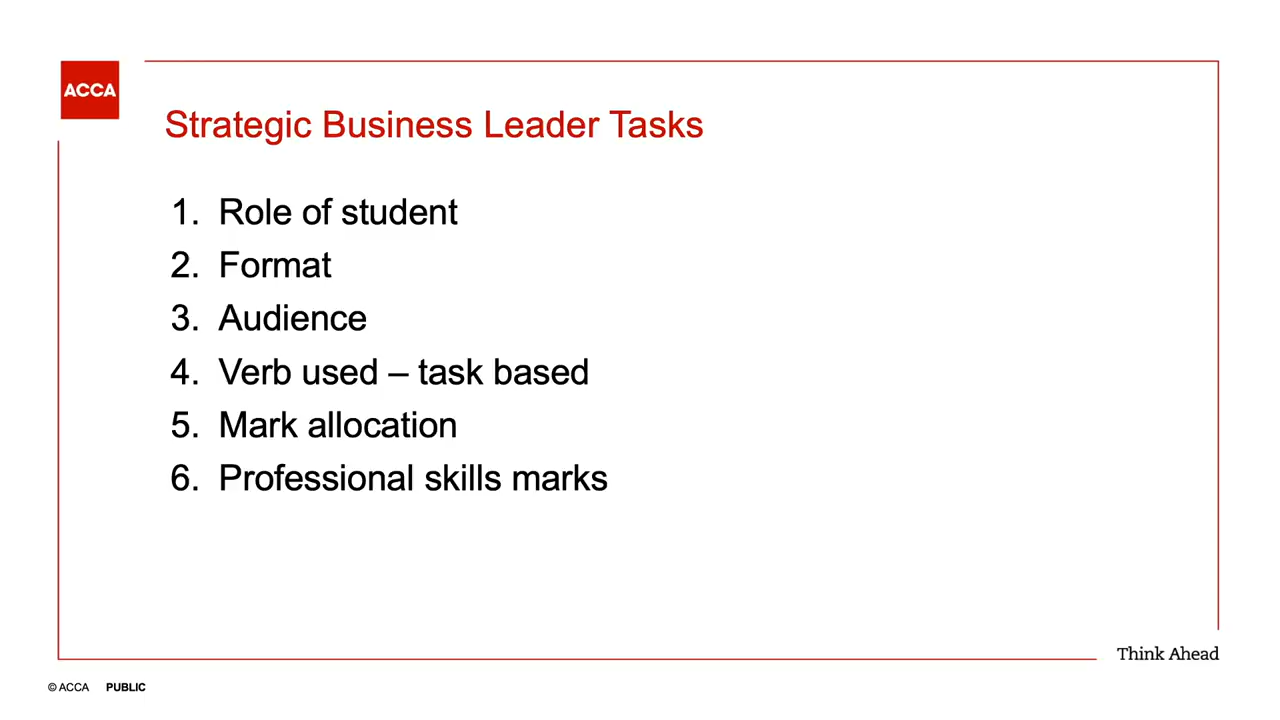 ACCA
Strategic Business Leader Tasks
1. Role of student
2. Format
3. Audience
4. Verb used – task based
5. Mark allocation
6. Professional skills marks
Think Ahead
© ACCA PUBLIC